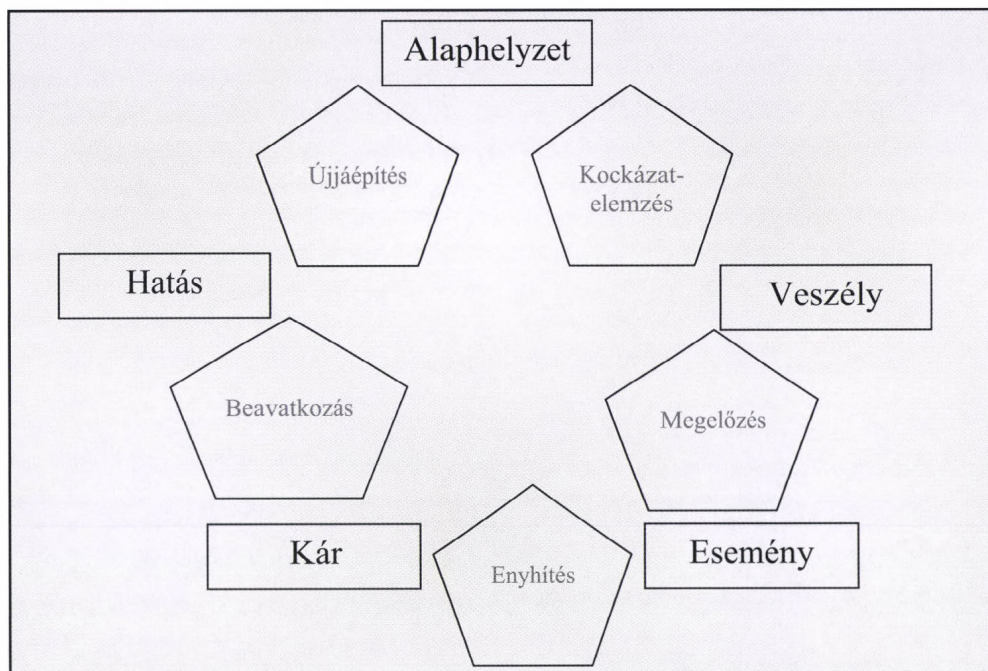 Alaphelyzet
Újjáépítés
Kockázat-
elemzés
Hatás
Veszély
Beavatkozás
Megelőzés
Kár
Enyhítés
Esemény